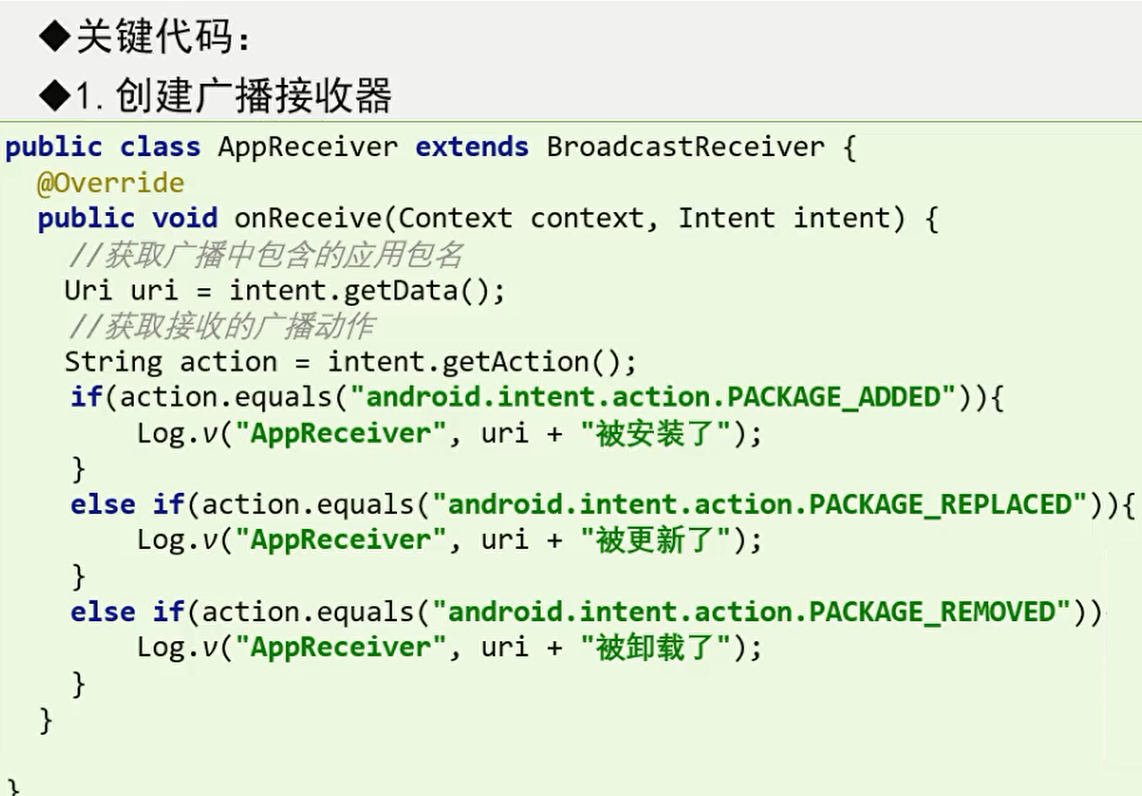 ◆关键代码：
◆1.创建广播接收器
public class AppReceiver extends BroadcastReceiver {
@Override
public void onReceive(Context context, Intent intent) {
//获取广播中包含的应用包名
Uri uri = intent.getData();
//获取接收的广播动作
String action = intent.getAction();
if(action.equals("android.intent.action.PACKAGE_ADDED")){
Log.v("AppReceiver", uri + "被安装了");
}
else if(action.equals("android.intent.action.PACKAGE_REPLACED")){
Log.v("AppReceiver", uri + "被更新了");
}
else if(action.equals("android.intent.action.PACKAGE_REMOVED"))
Log.v("AppReceiver", uri + "被卸载了");
}
}
}